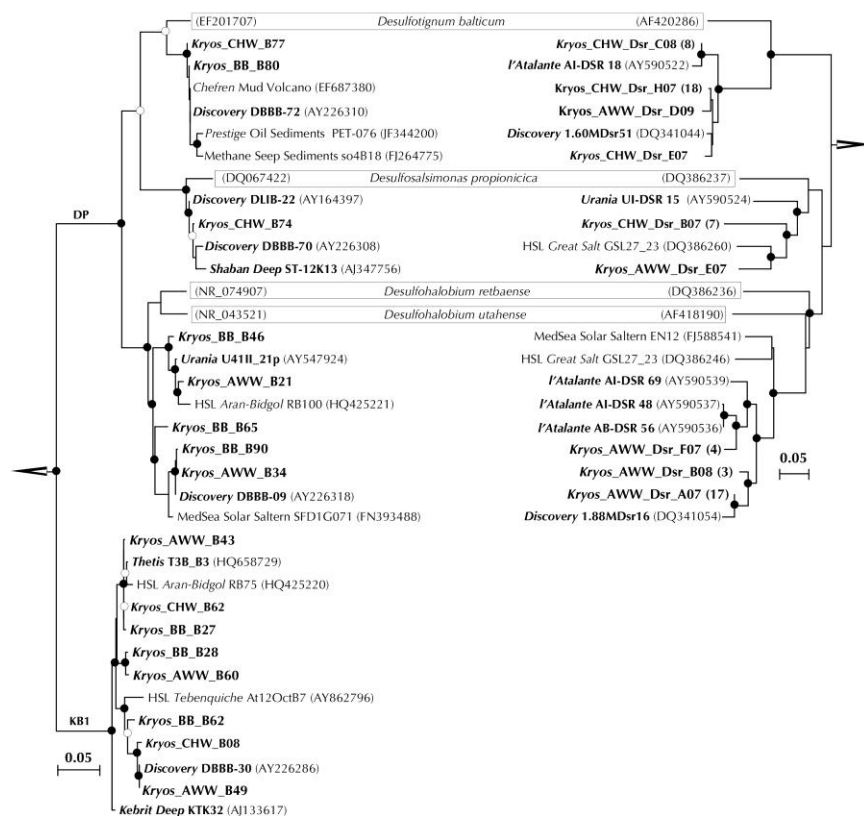 (EF201707) Desulfotignum balticum (AF420286)
Kryos_CHW_B77 Kryos_CHW_Dsr_C08 (8)
Kryos_BB_B80 l'Atalante AI-DSR 18 (AY590522)
Chefren Mud Volcano (EF687380) Kryos_CHW_Dsr_H07 (18)
Discovery DBBB-72 (AY226310) Kryos_AWW_Dsr_D09
Prestige Oil Sediments PET-076 (JF344200) Discovery 1.60MDsr51 (DQ341044)
Methane Seep Sediments so4B18 (FJ264775) Kryos_CHW_Dsr_E07
(DQ067422) Desulfosalsimonas propionicica (DQ386237)
Discovery DLIB-22 (AY164397) Urania UI-DSR 15 (AY590524)
DP Kryos_CHW_B74 Kryos_CHW_Dsr_B07 (7)
Discovery DBBB-70 (AY226308) HSL Great Salt GSL27_23 (DQ386260)
Shaban Deep ST-12K13 (AJ347756) Kryos_AWW_Dsr_E07
(NR_074907) Desulfohalobium retbaense (DQ386236)
(NR_043521) Desulfohalobium utahense (AF418190)
Kryos_BB_B46 MedSea Solar Saltern EN12 (FJ588541)
Urania U41II_21p (AY547924) HSL Great Salt GSL27_23 (DQ386246)
Kryos_AWW_B21 l'Atalante AI-DSR 69 (AY590539)
HSL Aran-Bidgol RB100 (HQ425221) l'Atalante AI-DSR 48 (AY590537)
Kryos_BB_B65 l'Atalante AB-DSR 56 (AY590536)
Kryos_BB_B90 Kryos_AWW_Dsr_F07 (4) 0.05
Kryos_AWW_B34 Kryos_AWW_Dsr_B08 (3)
Discovery DBBB-09 (AY226318) Kryos_AWW_Dsr_A07 (17)
MedSea Solar Saltern SFD1G071 (FN393488) Discovery 1.88MDsr16 (DQ341054)
Kryos_AWW_B43
Thetis T3B_B3 (HQ658729)
HSL Aran-Bidgol RB75 (HQ425220)
Kryos_CHW_B62
Kryos_BB_B27
Kryos_BB_B28
Kryos_AWW_B60
HSL Tebenquiche At12OctB7 (AY862796)
KB1 Kryos_BB_B62
Kryos_CHW_B08
0.05 Discovery DBBB-30 (AY226286)
Kryos_AWW_B49
Kebrit Deep KTK32 (AJ133617)